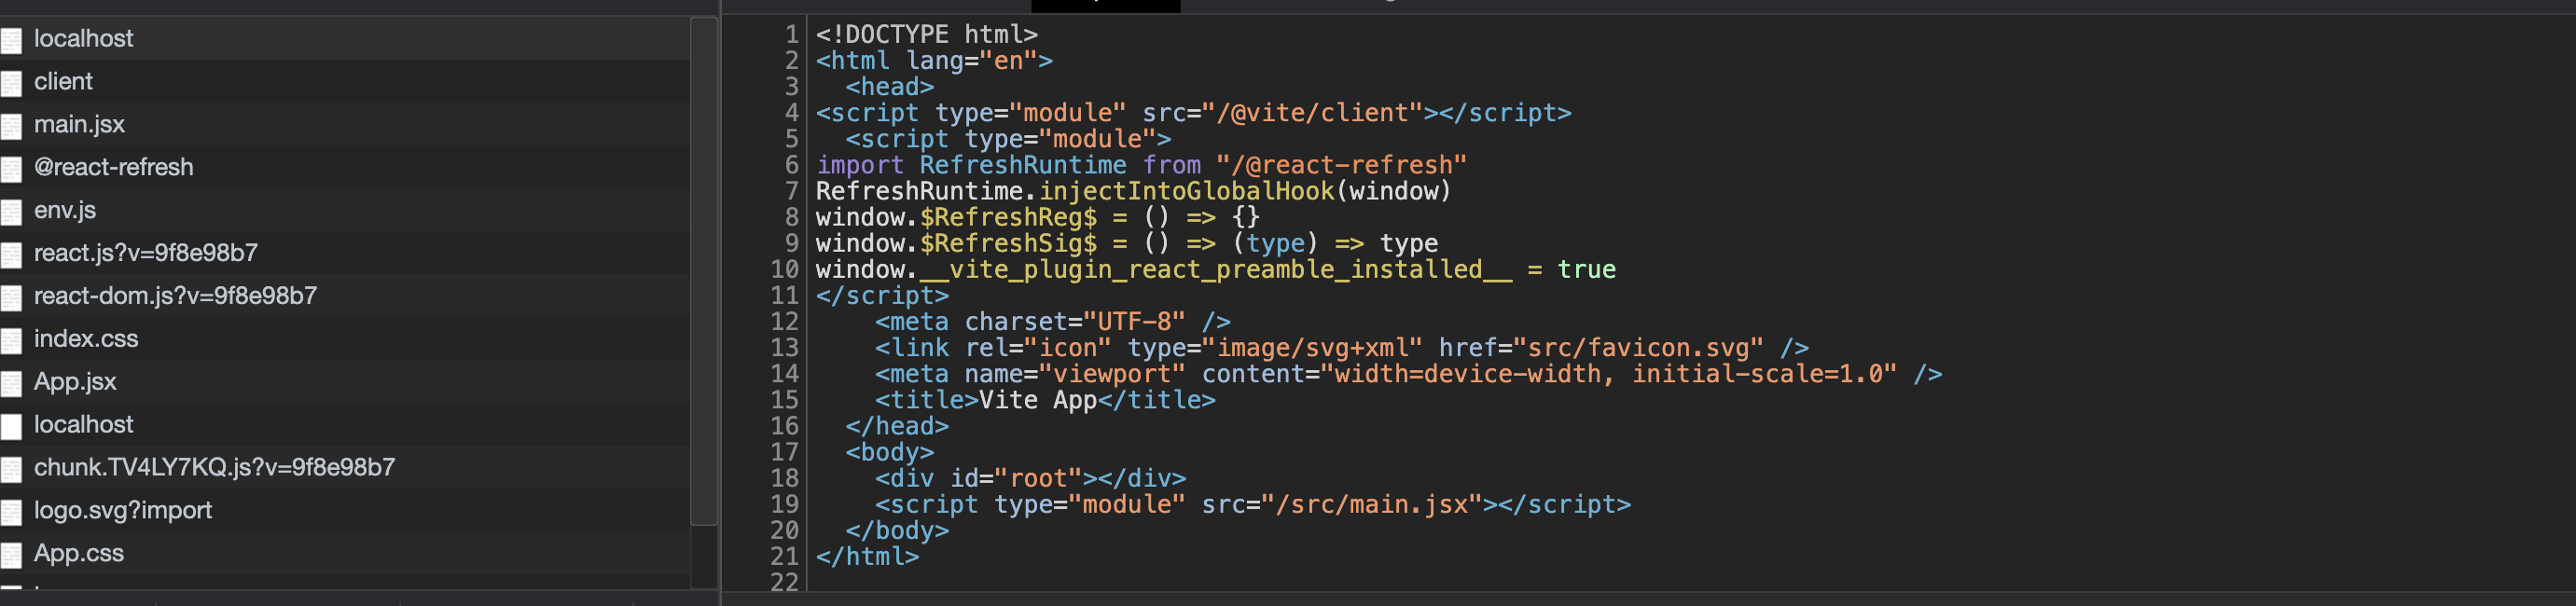 localhost
client
main.jsx
@react-refresh
env.js
react.js?v=9f8e98b7
react-dom.js?v=9f8e98b7
index.css
App.jsx
localhost
chunk.TV4LY7KQ.js?v=9f8e98b7
logo.svg?import
App.css
1 <!DOCTYPE html>
2 <html lang="en">
3   <head>
4 <script type="module" src="/@vite/client"></script>
5   <script type="module">
6 import RefreshRuntime from "/@react-refresh"
7 RefreshRuntime.injectIntoGlobalHook(window)
8 window.$RefreshReg$ = () => {}
9 window.$RefreshSig$ = () => (type) => type
10 window.__vite_plugin_react_preamble_installed__ = true
11 </script>
12     <meta charset="UTF-8" />
13     <link rel="icon" type="image/svg+xml" href="src/favicon.svg" />
14     <meta name="viewport" content="width=device-width, initial-scale=1.0" />
15     <title>Vite App</title>
16   </head>
17   <body>
18     <div id="root"></div>
19     <script type="module" src="/src/main.jsx"></script>
20   </body>
21 </html>
22